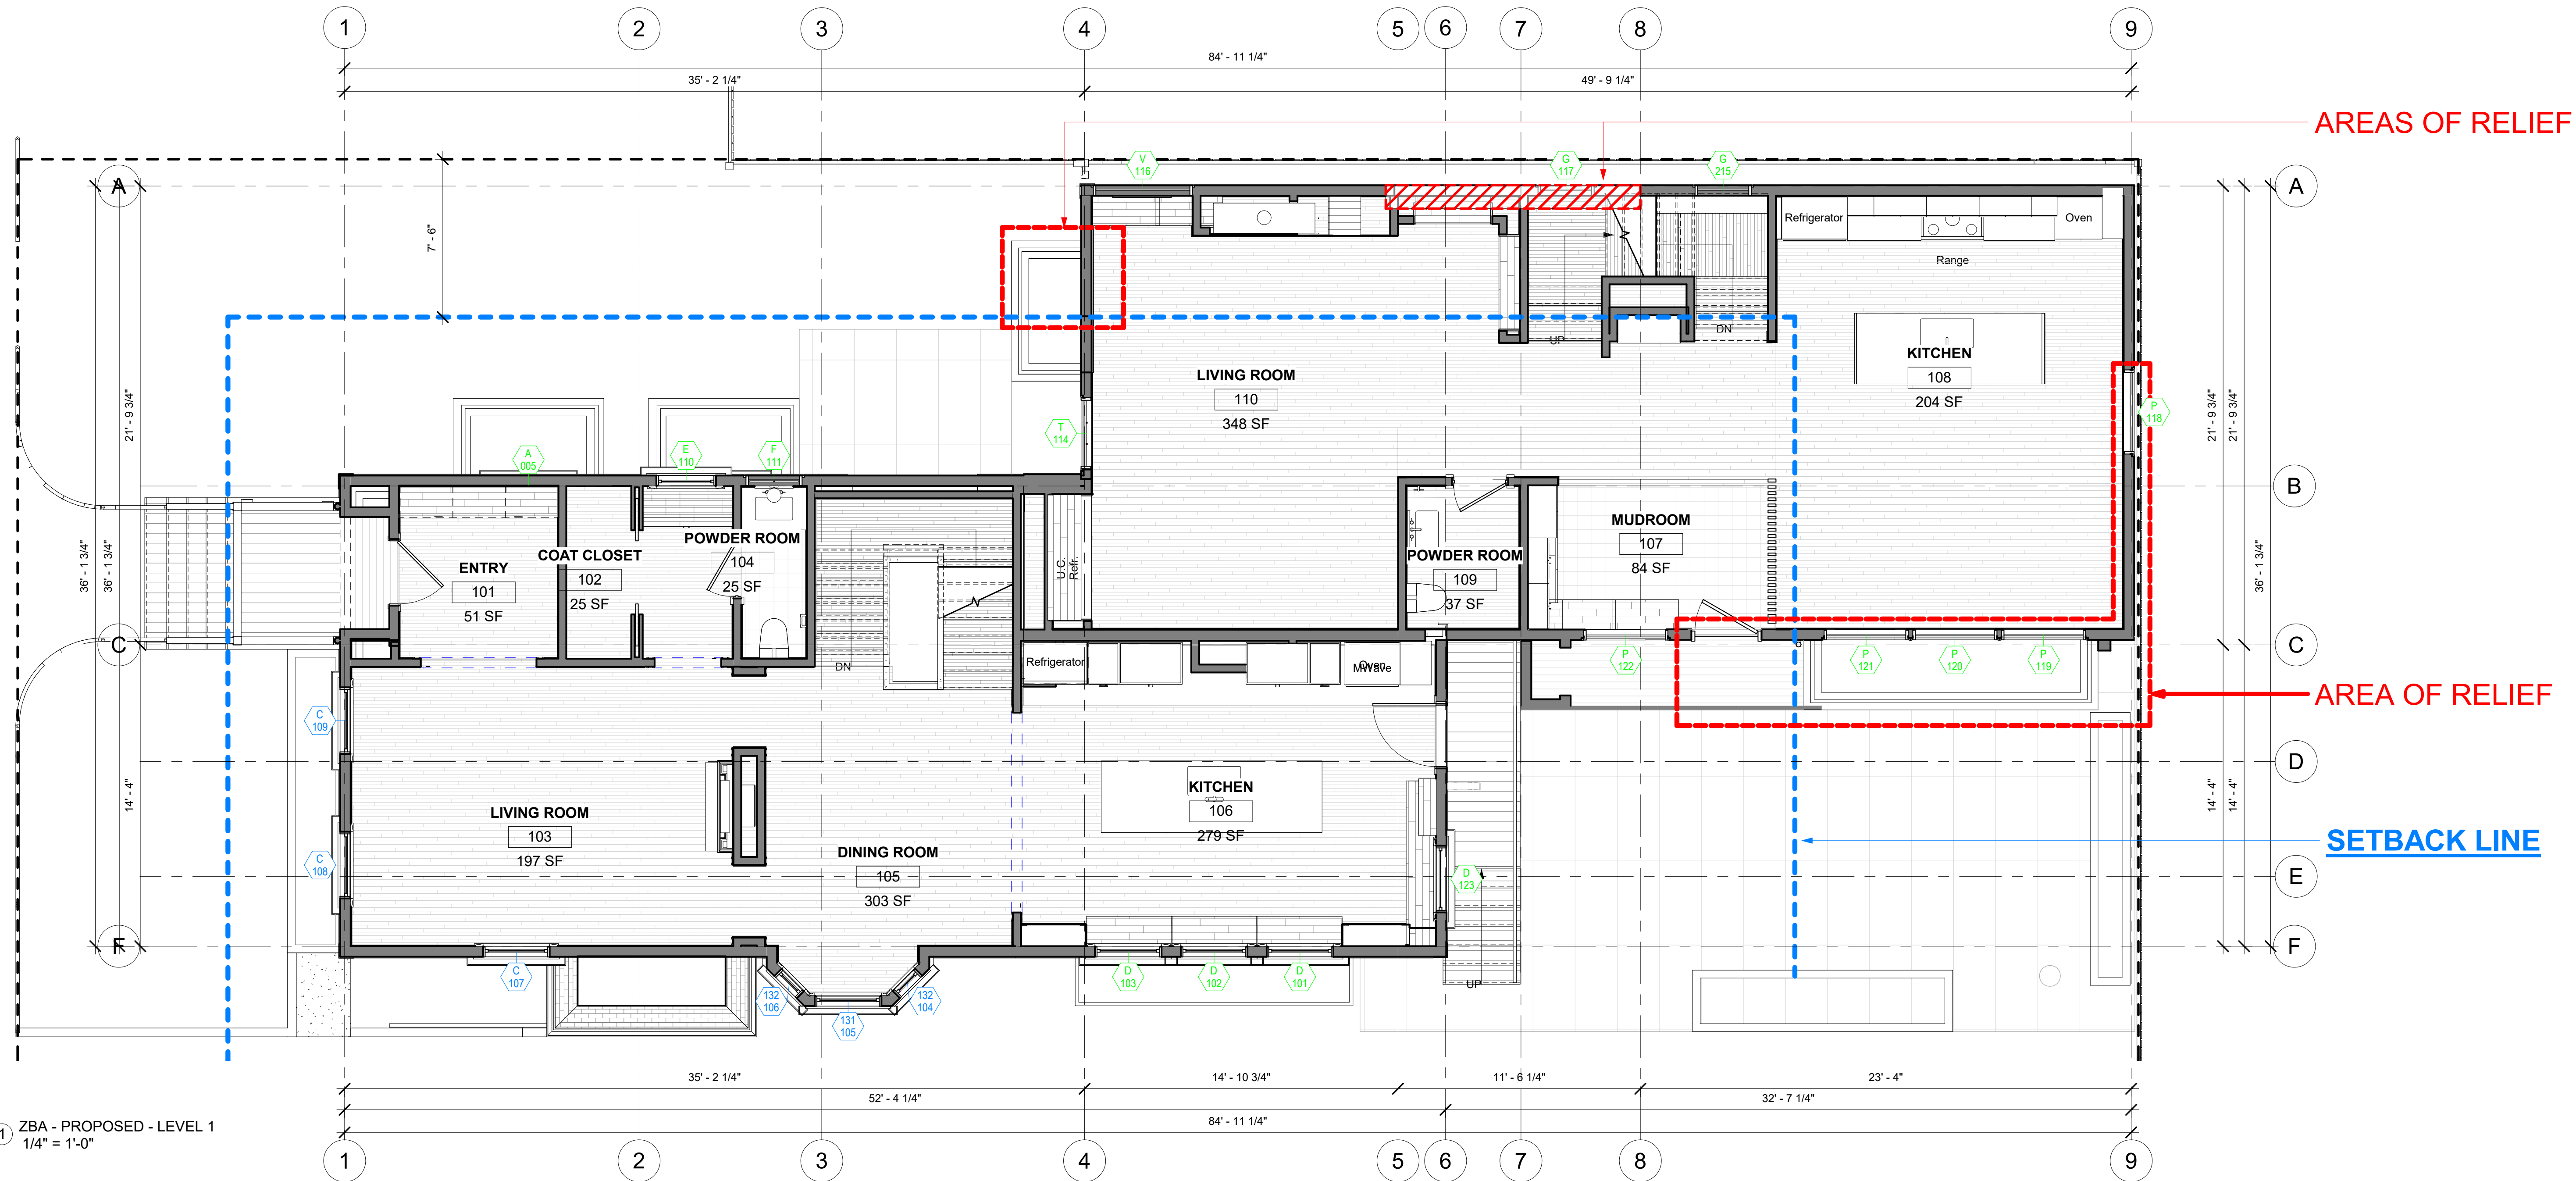 1 2 3 4 5 6 7 8 9
84' - 11 1/4"
35' - 2 1/4" 49' - 9 1/4"
AREAS OF RELIEF
A
A
7' - 6"
V
116
G
117
G
215
Refrigerator
Oven
Range
UP
DN
KITCHEN
108
204 SF
LIVING ROOM
110
348 SF
P
118
T
114
21' - 9 3/4"
36' - 1 3/4"
36' - 1 3/4"
14' - 4"
21' - 9 3/4"
21' - 9 3/4"
36' - 1 3/4"
14' - 4"
14' - 4"
A
005
E
110
F
111
B
ENTRY
101
51 SF
COAT CLOSET
102
25 SF
POWDER ROOM
104
25 SF
U.C.
Refr.
POWDER ROOM
109
37 SF
MUDROOM
107
84 SF
C
C
DN
Refrigerator
Oven
P
122
P
121
P
120
P
119
AREA OF RELIEF
C
109
D
LIVING ROOM
103
197 SF
KITCHEN
106
279 SF
DINING ROOM
105
303 SF
SETBACK LINE
C
108
D
123
E
F
F
C
107
132
106
131
105
132
104
D
103
D
102
D
101
UP
35' - 2 1/4" 14' - 10 3/4" 11' - 6 1/4" 23' - 4"
52' - 4 1/4" 32' - 7 1/4"
84' - 11 1/4"
1 ZBA - PROPOSED - LEVEL 1
1/4" = 1'-0"
1 2 3 4 5 6 7 8 9